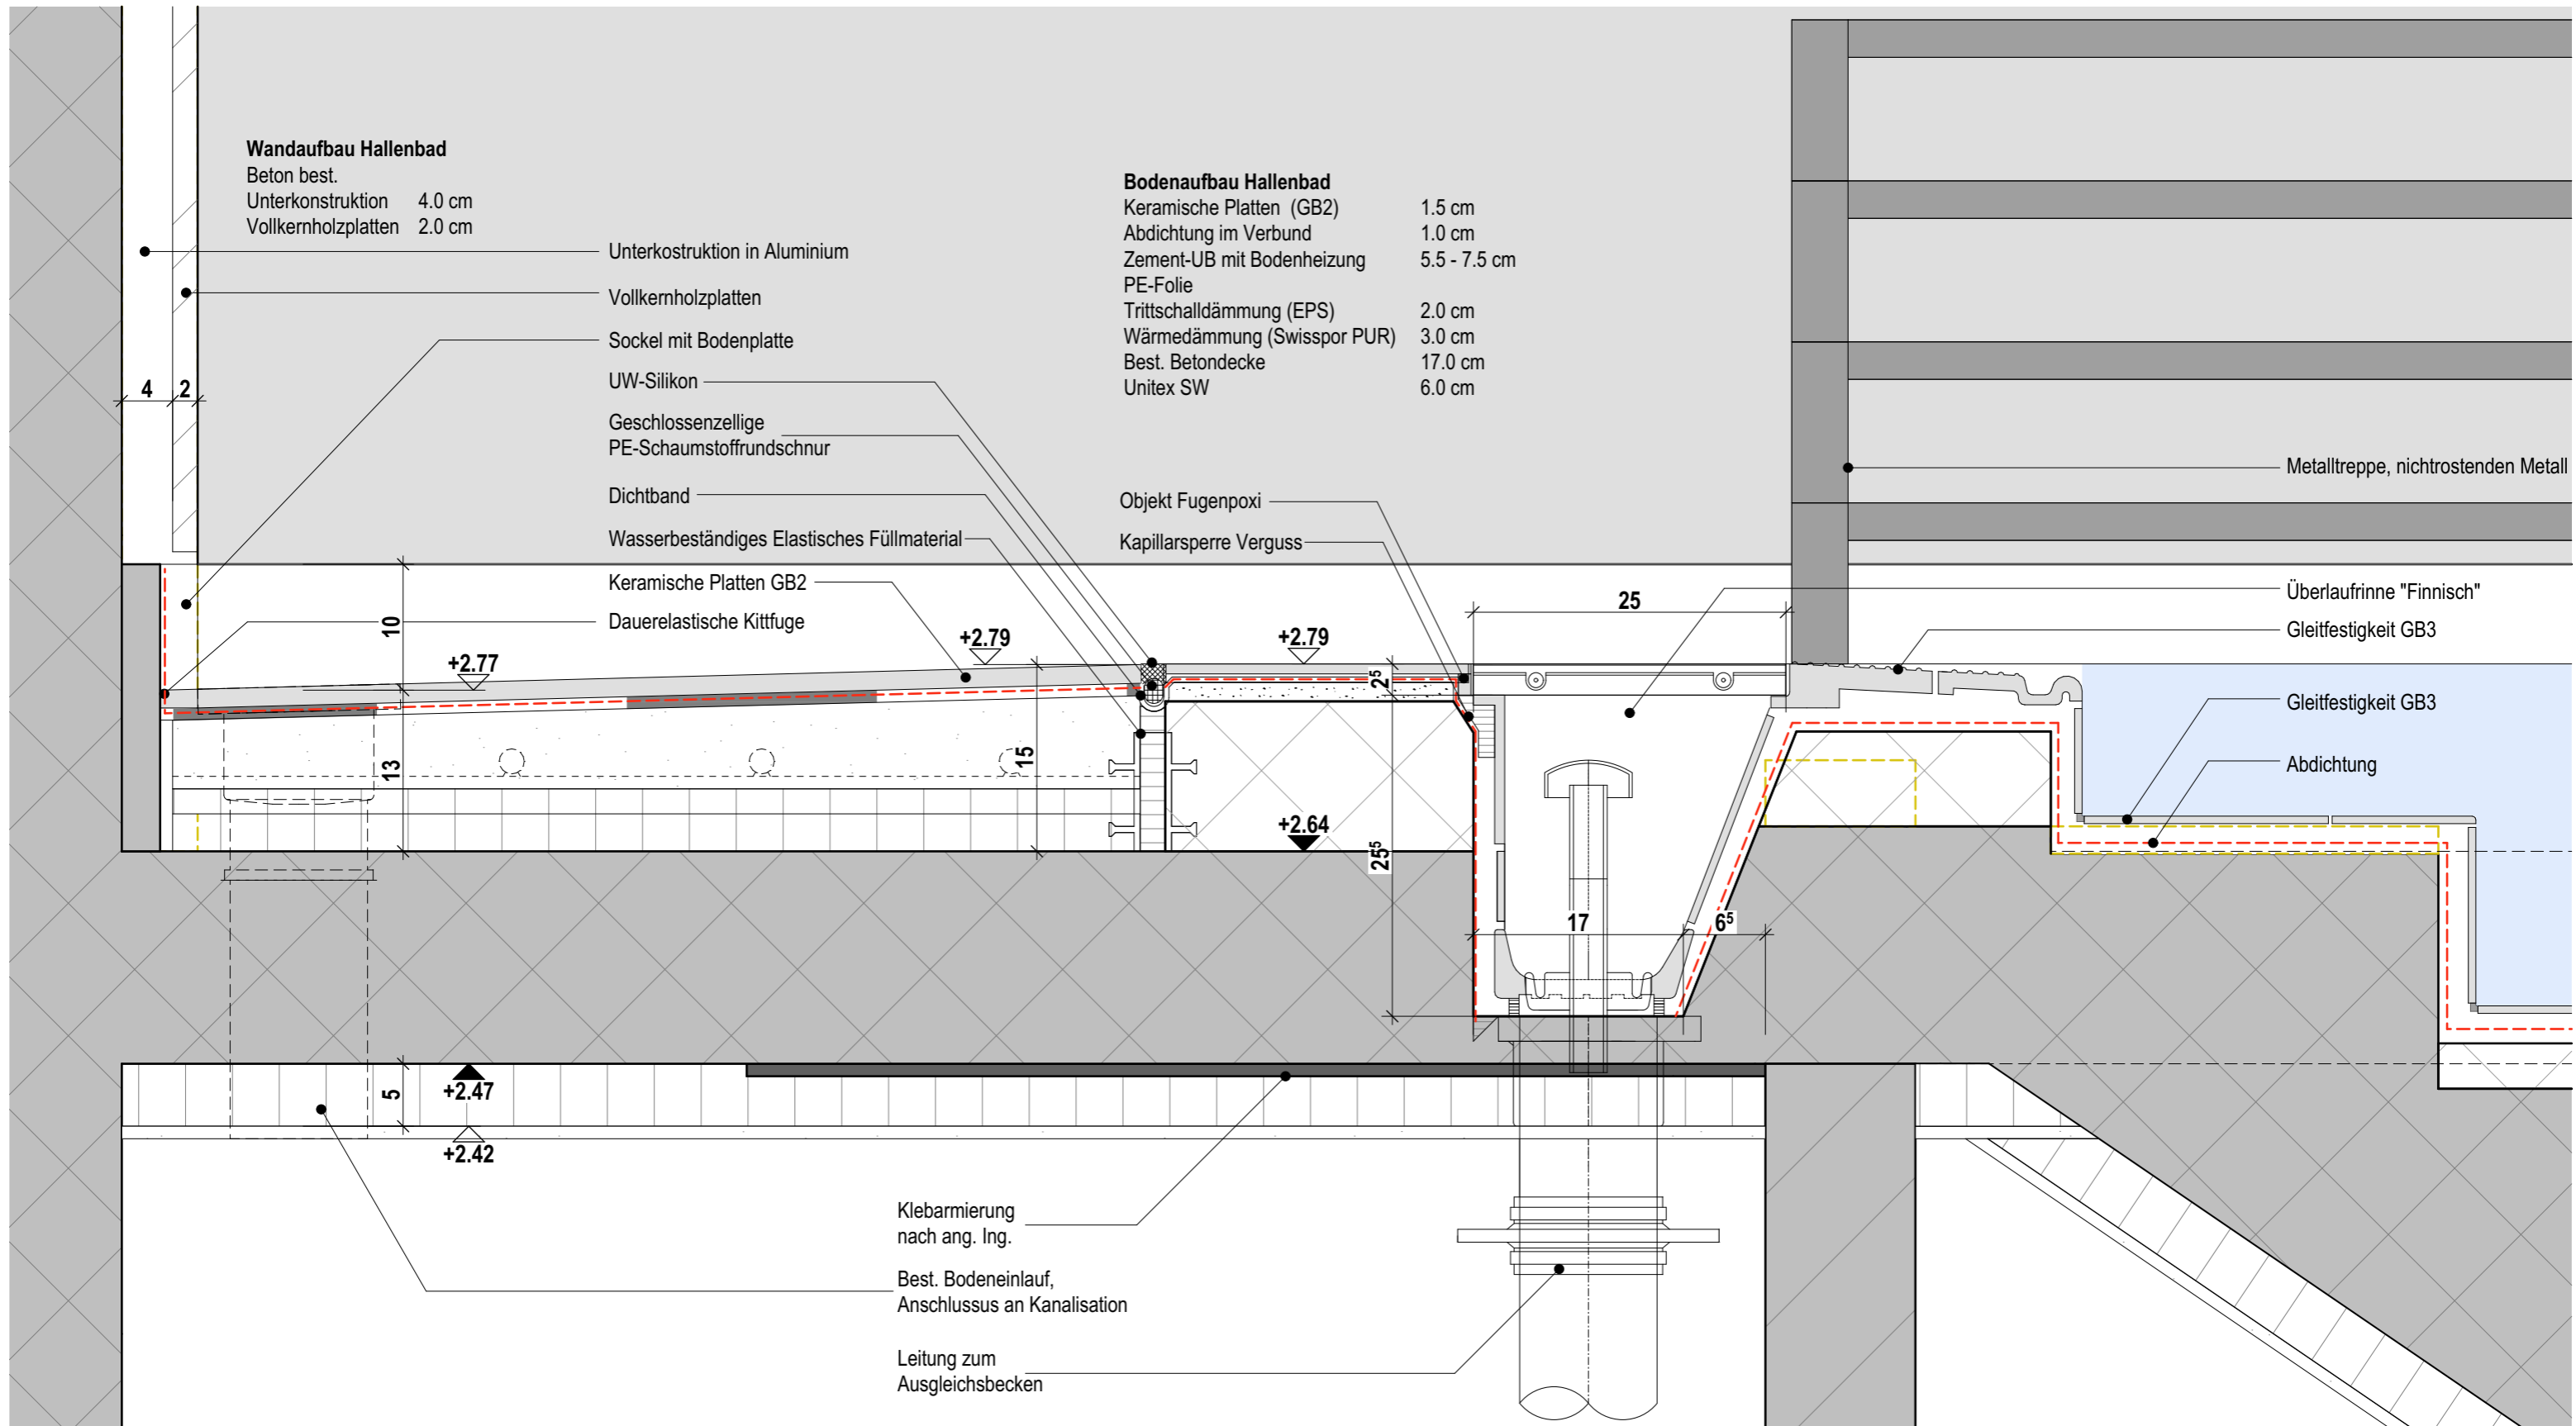 Wandaufbau Hallenbad
Beton best.
Unterkonstruktion 4.0 cm
Vollkernholzplatten 2.0 cm
Bodenaufbau Hallenbad
Keramische Platten (GB2) 1.5 cm
Abdichtung im Verbund 1.0 cm
Zement-UB mit Bodenheizung 5.5 - 7.5 cm
PE-Folie
Trittschalldämmung (EPS) 2.0 cm
Wärmedämmung (Swisspor PUR) 3.0 cm
Best. Betondecke 17.0 cm
Unitex SW 6.0 cm
Unterkostruktion in Aluminium
Vollkernholzplatten
Sockel mit Bodenplatte
UW-Silikon
Geschlossenzellige
PE-Schaumstoffrundschnur
Dichtband
Wasserbeständiges Elastisches Füllmaterial
Keramische Platten GB2
Dauerelastische Kittfuge
Objekt Fugenpoxi
Kapillarsperre Verguss
Metalltreppe, nichtrostenden Metall
Überlaufrinne "Finnisch"
Gleitfestigkeit GB3
Gleitfestigkeit GB3
Abdichtung
4 2
10
25
+2.77
+2.79
+2.79
2⁵
13
15
+2.64
25⁵
17
6⁵
5
+2.47
+2.42
Klebarmierung
nach ang. Ing.
Best. Bodeneinlauf,
Anschlussus an Kanalisation
Leitung zum
Ausgleichsbecken